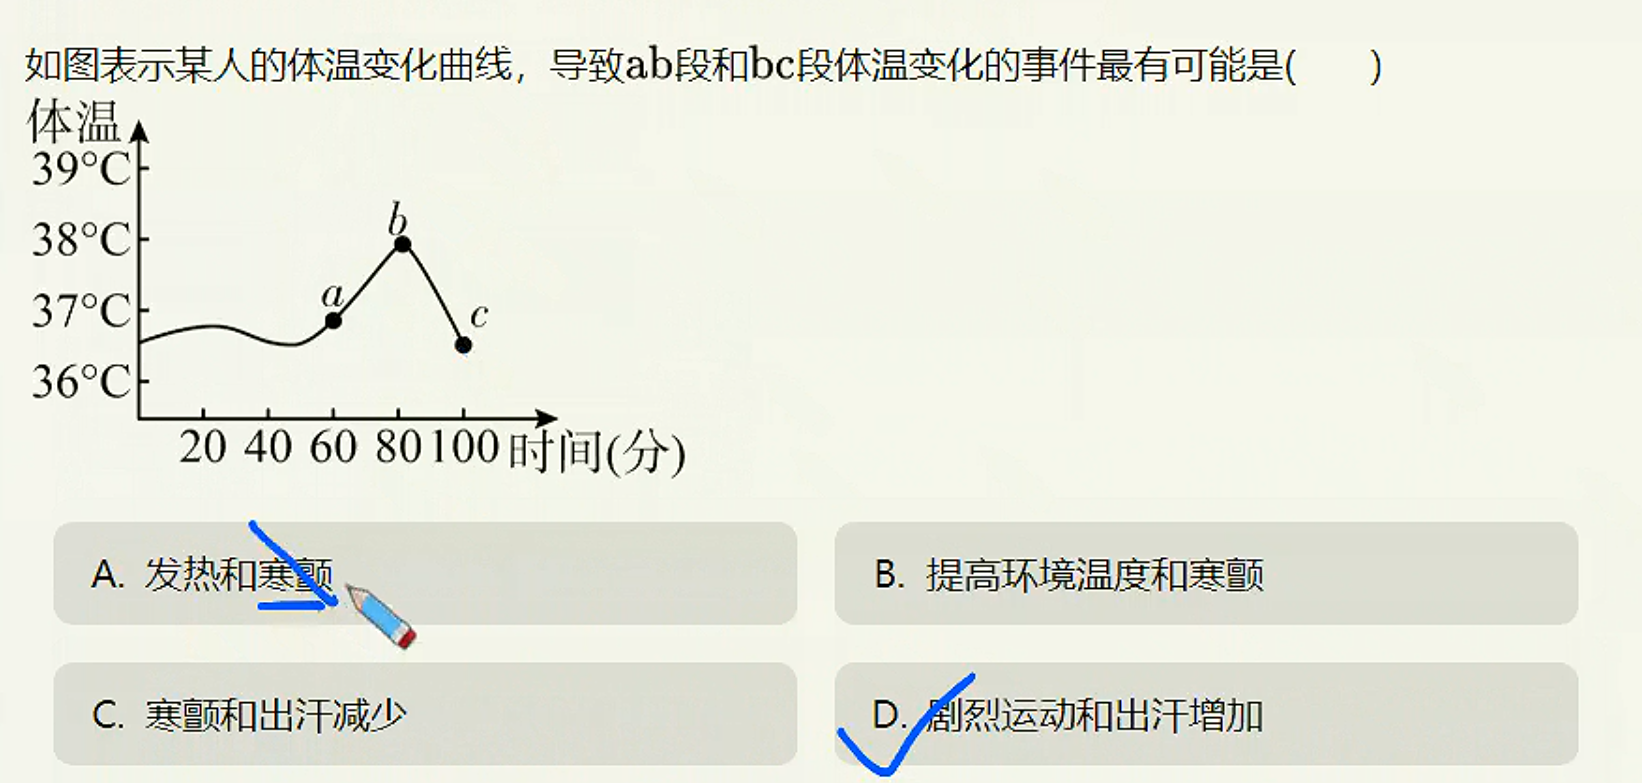 如图表示某人的体温变化曲线，导致ab段和bc段体温变化的事件最有可能是(　　)
体温
39°C
38°C
37°C
36°C
a
b
c
20 40 60 80 100 时间(分)
A. 发热和寒颤
B. 提高环境温度和寒颤
C. 寒颤和出汗减少
D. 剧烈运动和出汗增加